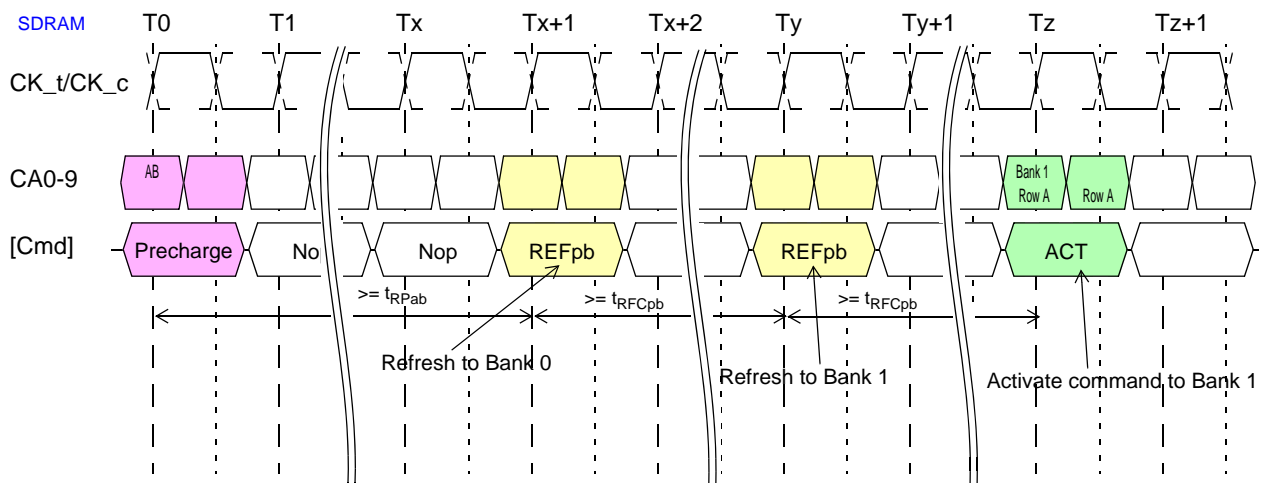 SDRAM T0 T1 Tx Tx+1 Tx+2 Ty Ty+1 Tz Tz+1
CK_t/CK_c
CA0-9 AB Bank 1
Row A Row A
[Cmd] Precharge Nop Nop REFpb REFpb ACT
>= tRPab >= tRFCpb >= tRFCpb
Refresh to Bank 0
Refresh to Bank 1 Activate command to Bank 1